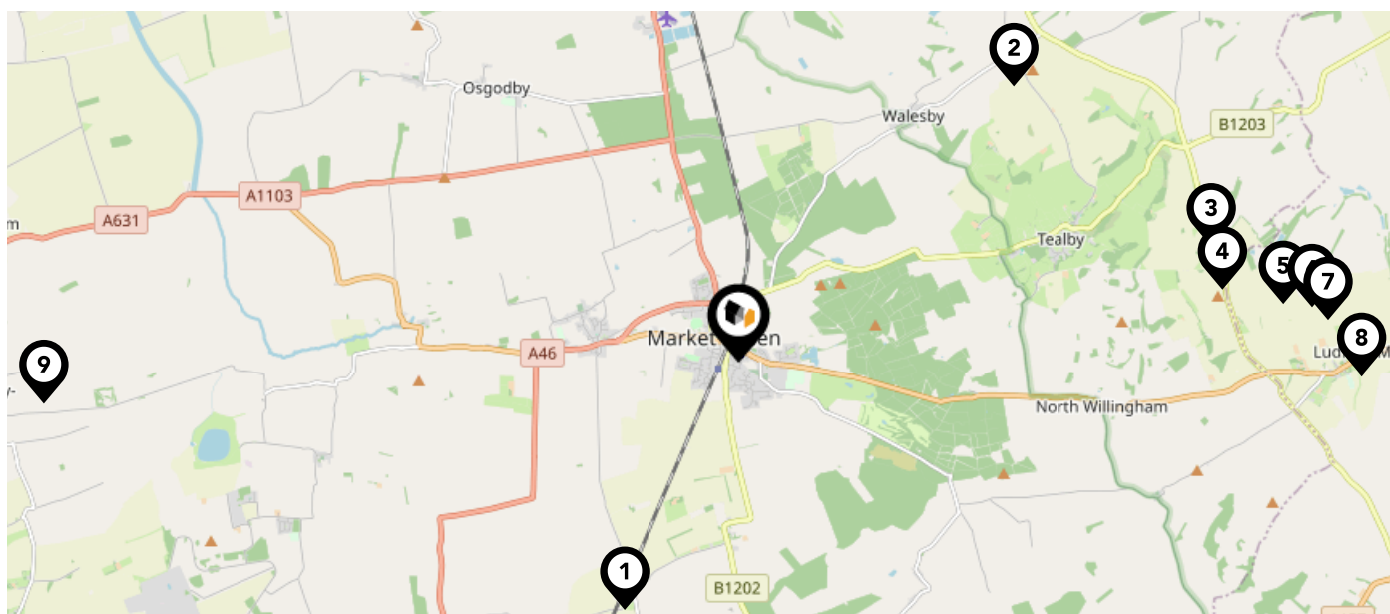 2
Osgodby
Walesby
B1203
A1103
3
A631
m
Tealby
4
5
7
Market
en
8
A46
Lud
M
9
y-
North Willingham
1
B1202